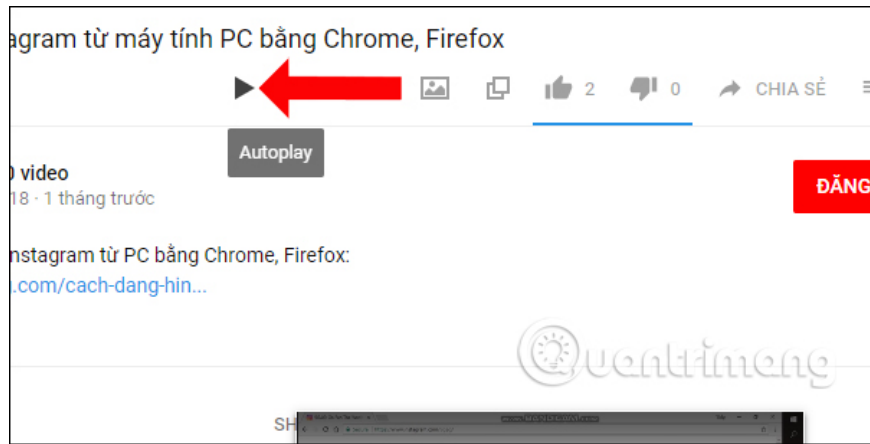 agram từ máy tính PC bằng Chrome, Firefox
2 0 CHIA SẺ
Autoplay
video
18 · 1 tháng trước
ĐĂNG
nstagram từ PC bằng Chrome, Firefox:
.com/cach-dang-hin...
Quantrimang
SH